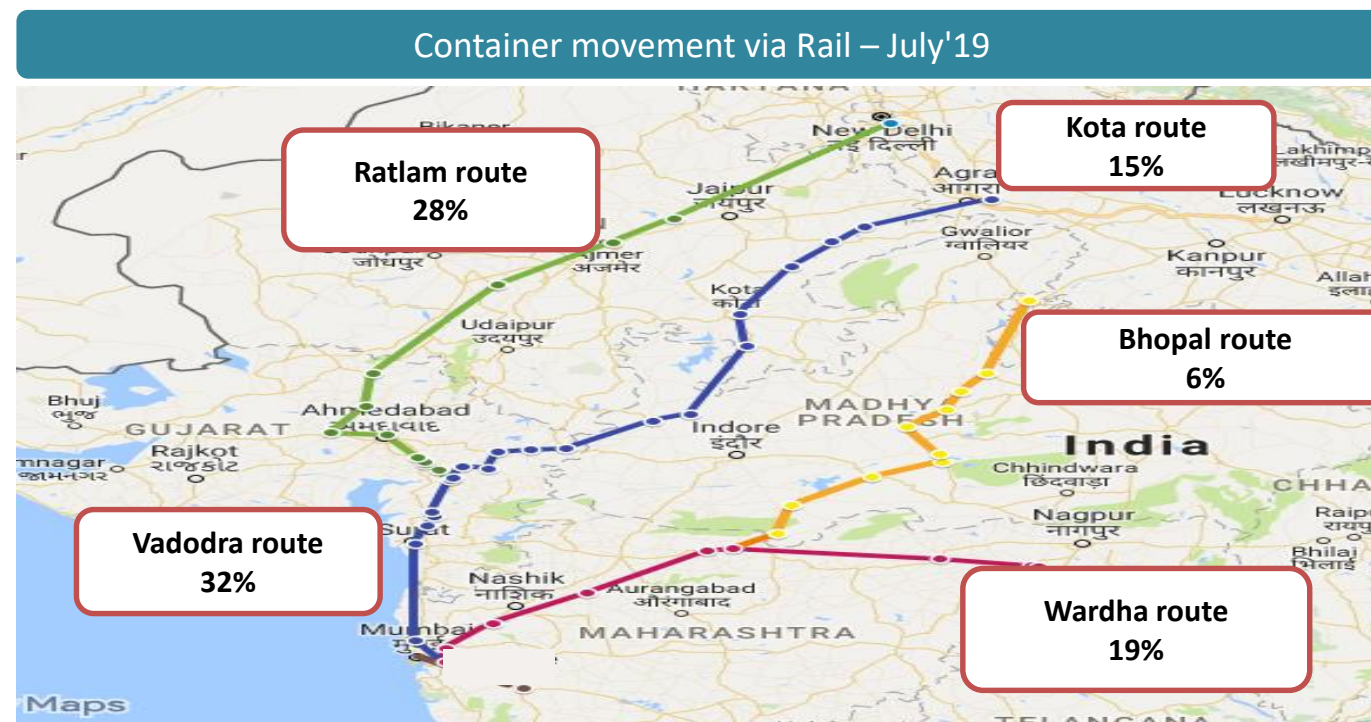 Container movement via Rail – July'19
Ratlam route
28%
Kota route
15%
New Delhi
नई दिल्ली
Agra
आगरा
Jaipur
जयपुर
LUCKNOW
लखनऊ
Gwalior
ग्वालियर
जोधपुर
Ajmer
अजमेर
Kanpur
कानपुर
Kota
Udaipur
उदयपुर
Bhopal route
6%
Bhuj
ભુજ
GUJARAT
Ahmedabad
Rajkot
રાજકોટ
Indore
इंदौर
MADHYA
PRADESH
India
Chhindwara
छिंदवाड़ा
Nagpur
नागपुर
Bhilai
भिलाई
Vadodra route
32%
Surat
Nashik
नाशिक
Aurangabad
औरंगाबाद
Mumbai
MAHARASHTRA
Wardha route
19%
Maps